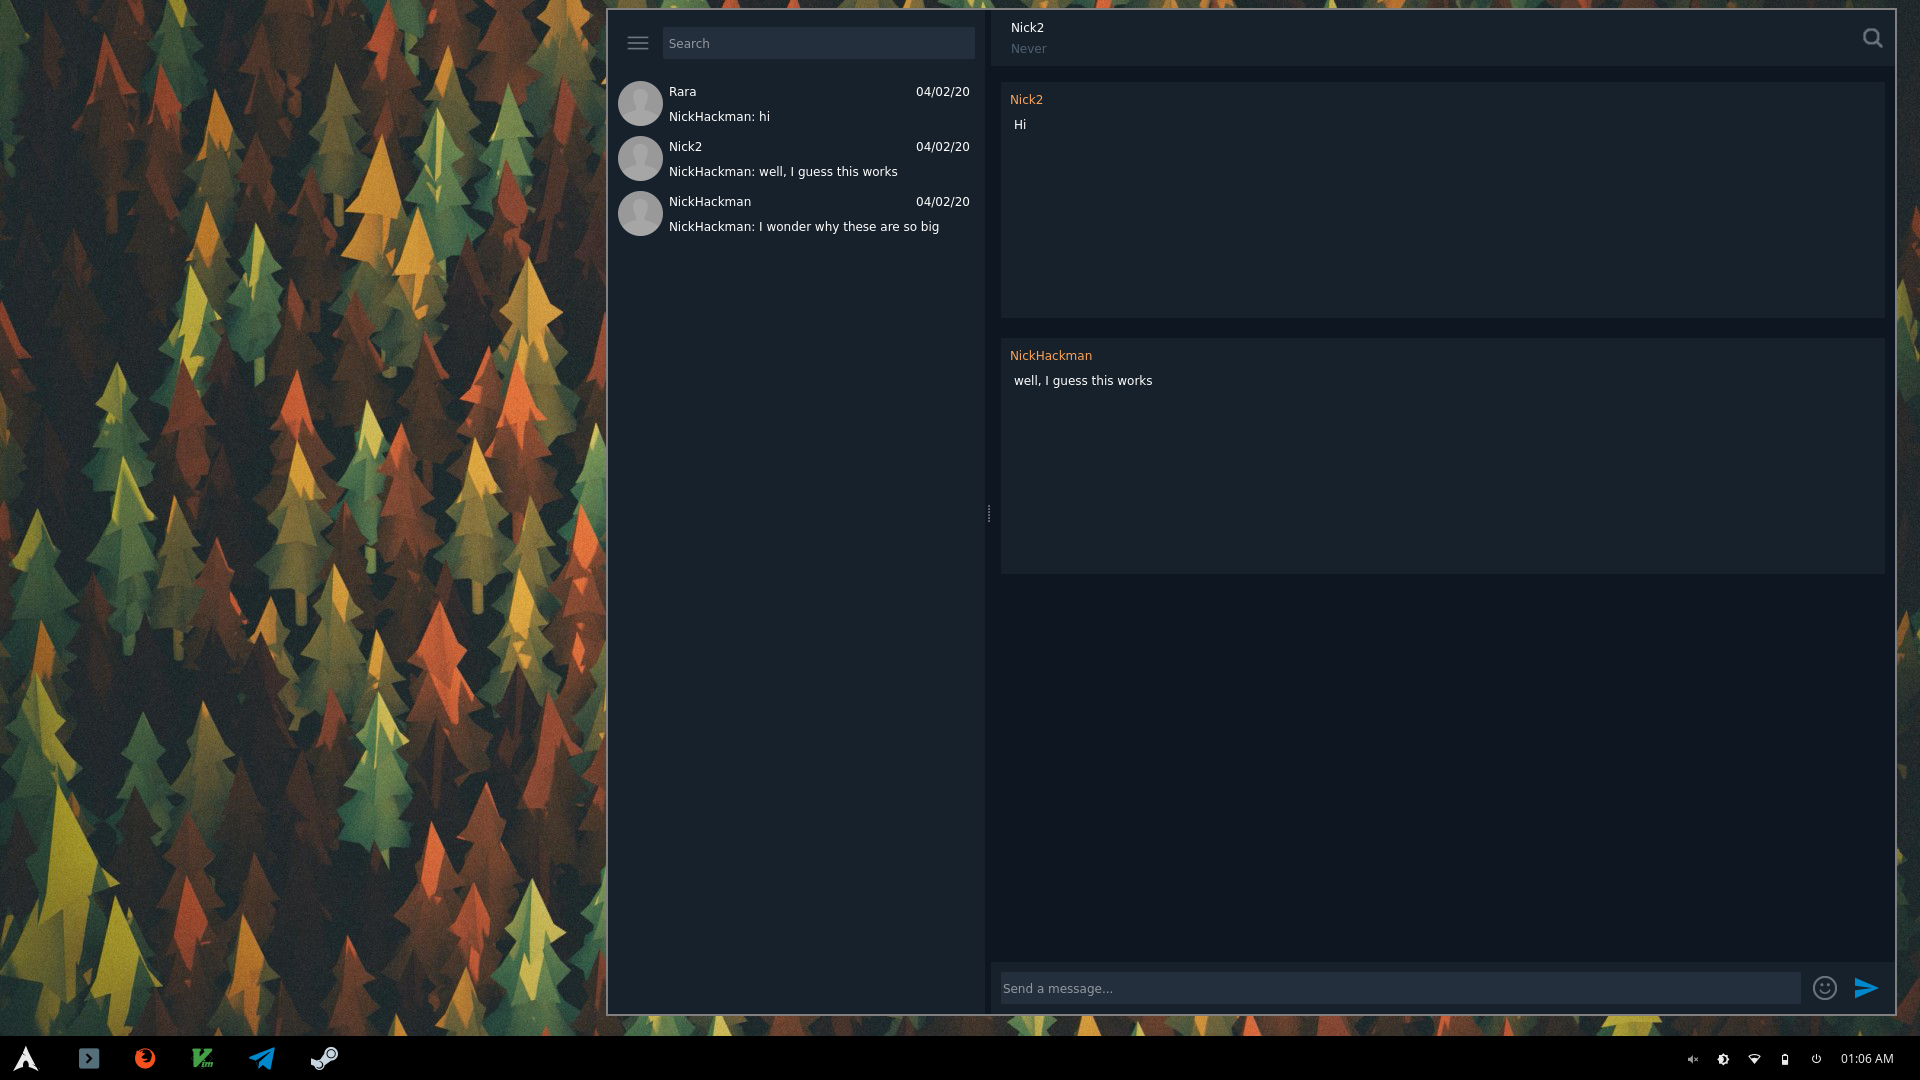 Search
Rara 04/02/20
NickHackman: hi
Nick2 04/02/20
NickHackman: well, I guess this works
NickHackman 04/02/20
NickHackman: I wonder why these are so big
Nick2
Never
Nick2
Hi
NickHackman
well, I guess this works
Send a message...
01:06 AM